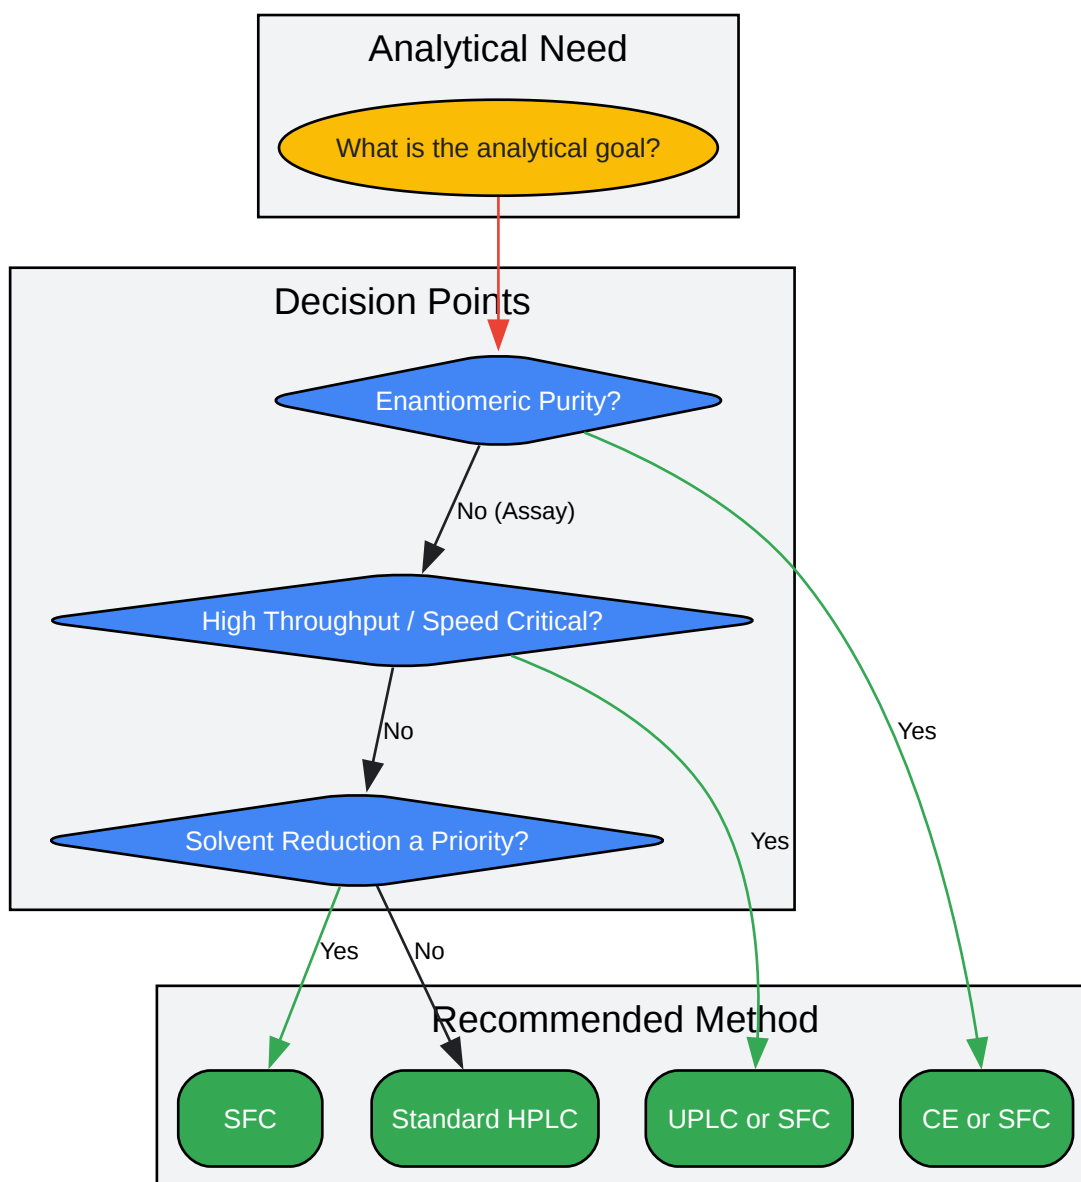 Analytical Need
What is the analytical goal?
Decision Points
Enantiomeric Purity?
No (Assay)
High Throughput / Speed Critical?
No
Yes
Solvent Reduction a Priority?
Yes
Yes
No
Recommended Method
SFC
Standard HPLC
UPLC or SFC
CE or SFC